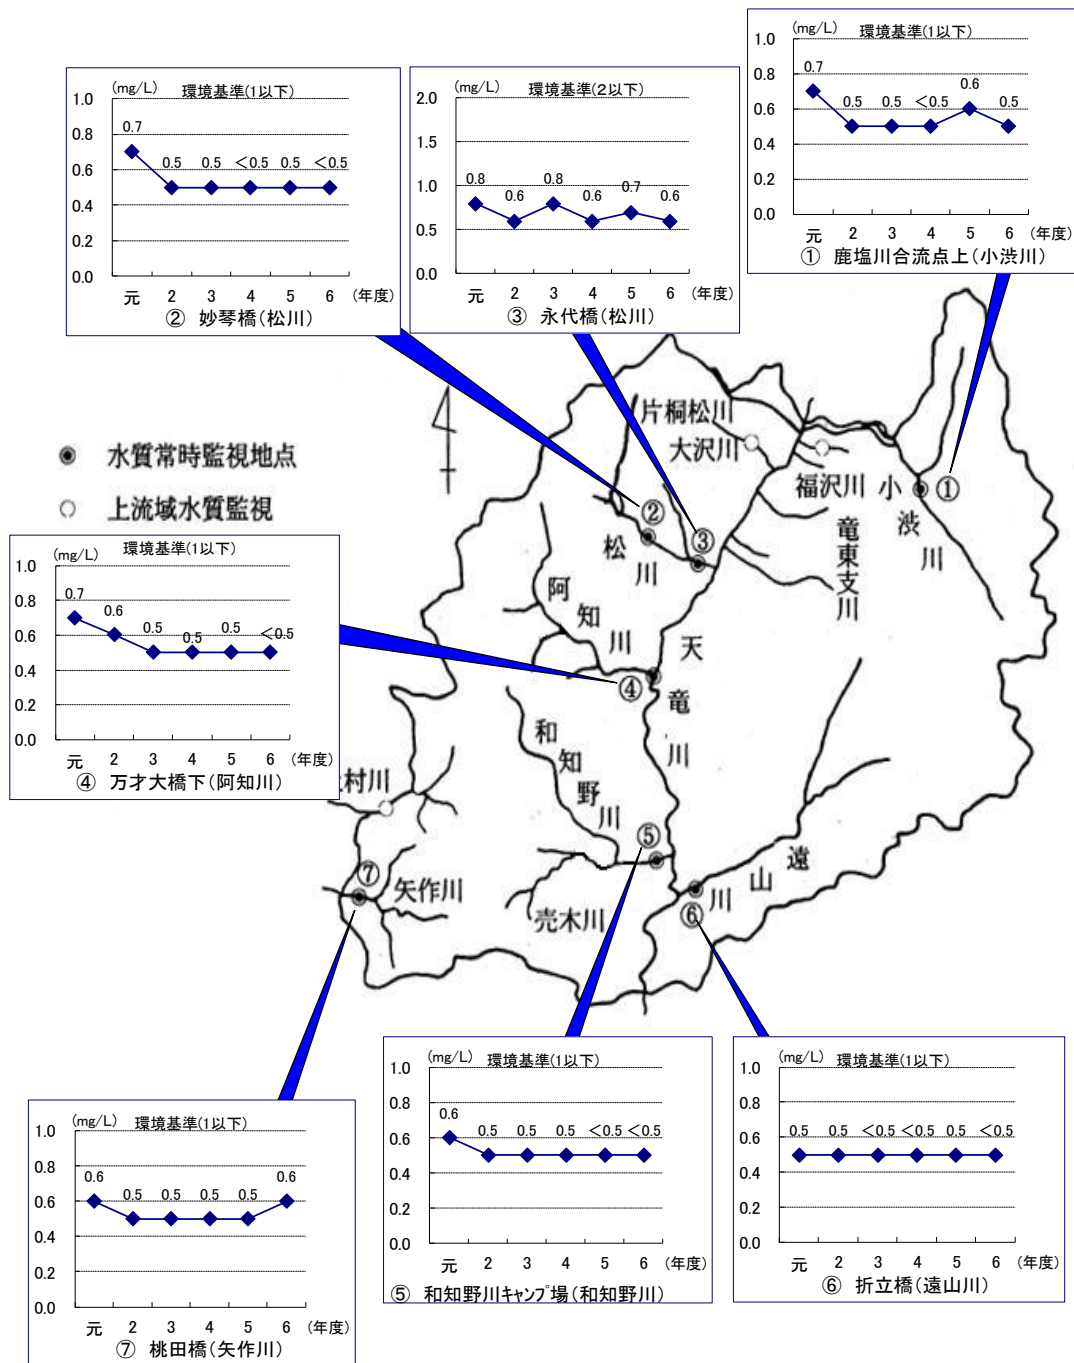 (mg/L) 環境基準(1以下)
1.0
0.8
0.6
0.4
0.2
0.0
0.7 0.5 0.5 <0.5 0.6 0.5
元 2 3 4 5 6 (年度)
① 鹿塩川合流点上(小渋川)
(mg/L) 環境基準(1以下)
1.0
0.8
0.6
0.4
0.2
0.0
0.7 0.5 0.5 <0.5 0.5 <0.5
元 2 3 4 5 6 (年度)
② 妙琴橋(松川)
(mg/L) 環境基準(2以下)
2.0
1.5
1.0
0.5
0.0
0.8 0.6 0.8 0.6 0.7 0.6
元 2 3 4 5 6 (年度)
③ 永代橋(松川)
水質常時監視地点
上流域水質監視
片桐松川
大沢川
福沢川
小渋川
竜東支川
①
②
③
松川
阿知川
天竜川
④
和知野川
村川
⑤
⑦
矢作川
売木川
遠山川
⑥
(mg/L) 環境基準(1以下)
1.0
0.8
0.6
0.4
0.2
0.0
0.7 0.6 0.5 0.5 0.5 <0.5
元 2 3 4 5 6 (年度)
④ 万才大橋下(阿知川)
(mg/L) 環境基準(1以下)
1.0
0.8
0.6
0.4
0.2
0.0
0.6 0.5 0.5 0.5 <0.5 <0.5
元 2 3 4 5 6 (年度)
⑤ 和知野川キャンプ場(和知野川)
(mg/L) 環境基準(1以下)
1.0
0.8
0.6
0.4
0.2
0.0
0.5 0.5 <0.5 <0.5 0.5 <0.5
元 2 3 4 5 6 (年度)
⑥ 折立橋(遠山川)
(mg/L) 環境基準(1以下)
1.0
0.8
0.6
0.4
0.2
0.0
0.6 0.5 0.5 0.5 0.5 0.6
元 2 3 4 5 6 (年度)
⑦ 桃田橋(矢作川)